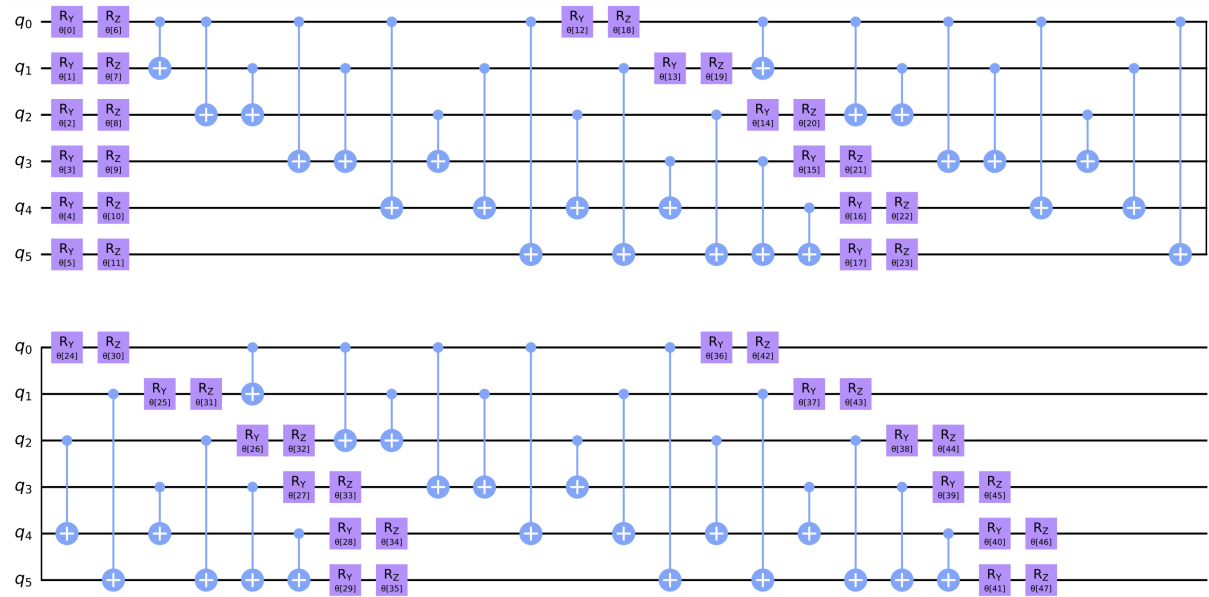 q0 RY θ[0] RZ θ[6] RY θ[12] RZ θ[18]
q1 RY θ[1] RZ θ[7] RY θ[13] RZ θ[19]
q2 RY θ[2] RZ θ[8] RY θ[14] RZ θ[20]
q3 RY θ[3] RZ θ[9] RY θ[15] RZ θ[21]
q4 RY θ[4] RZ θ[10] RY θ[16] RZ θ[22]
q5 RY θ[5] RZ θ[11] RY θ[17] RZ θ[23]
q0 RY θ[24] RZ θ[30] RY θ[36] RZ θ[42]
q1 RY θ[25] RZ θ[31] RY θ[37] RZ θ[43]
q2 RY θ[26] RZ θ[32] RY θ[38] RZ θ[44]
q3 RY θ[27] RZ θ[33] RY θ[39] RZ θ[45]
q4 RY θ[28] RZ θ[34] RY θ[40] RZ θ[46]
q5 RY θ[29] RZ θ[35] RY θ[41] RZ θ[47]